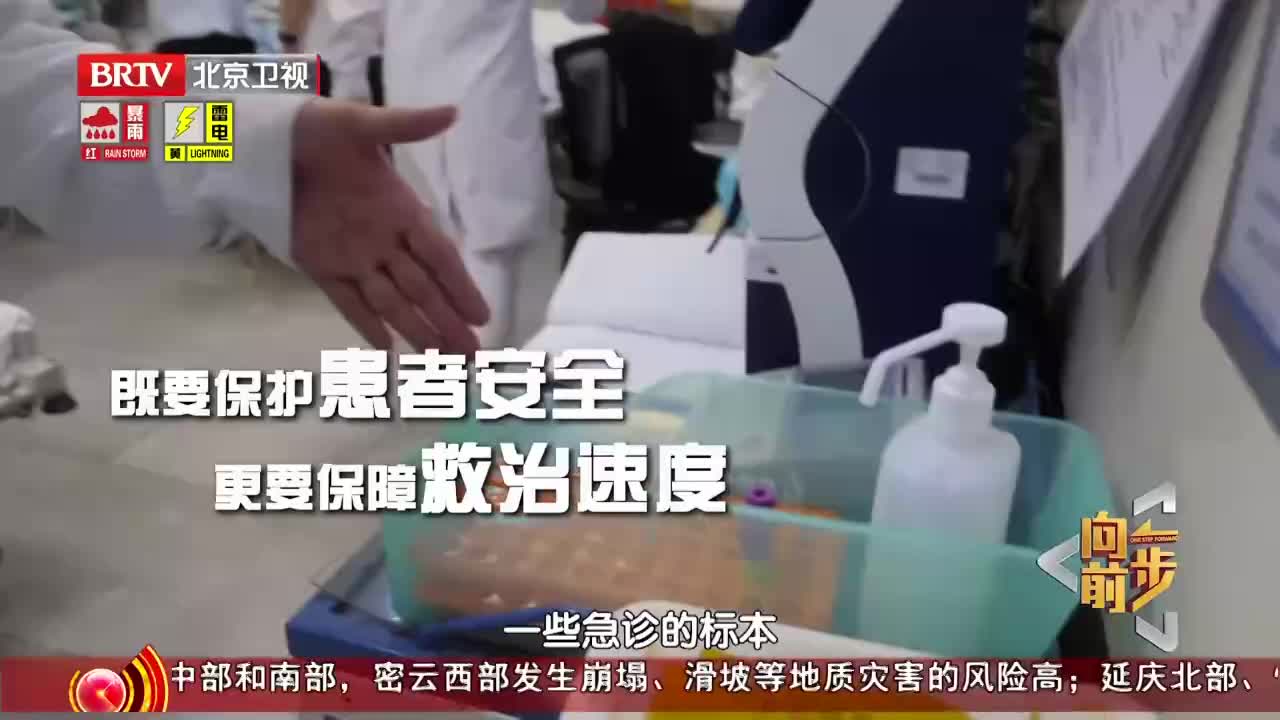 BRTV 北京卫视
暴雨
红 RAIN STORM
雷电
黄 LIGHTNING
既要保护患者安全
更要保障救治速度
向前一步
ONE STEP FORWARD
一些急诊的标本
中部和南部，密云西部发生崩塌、滑坡等地质灾害的风险高；延庆北部、